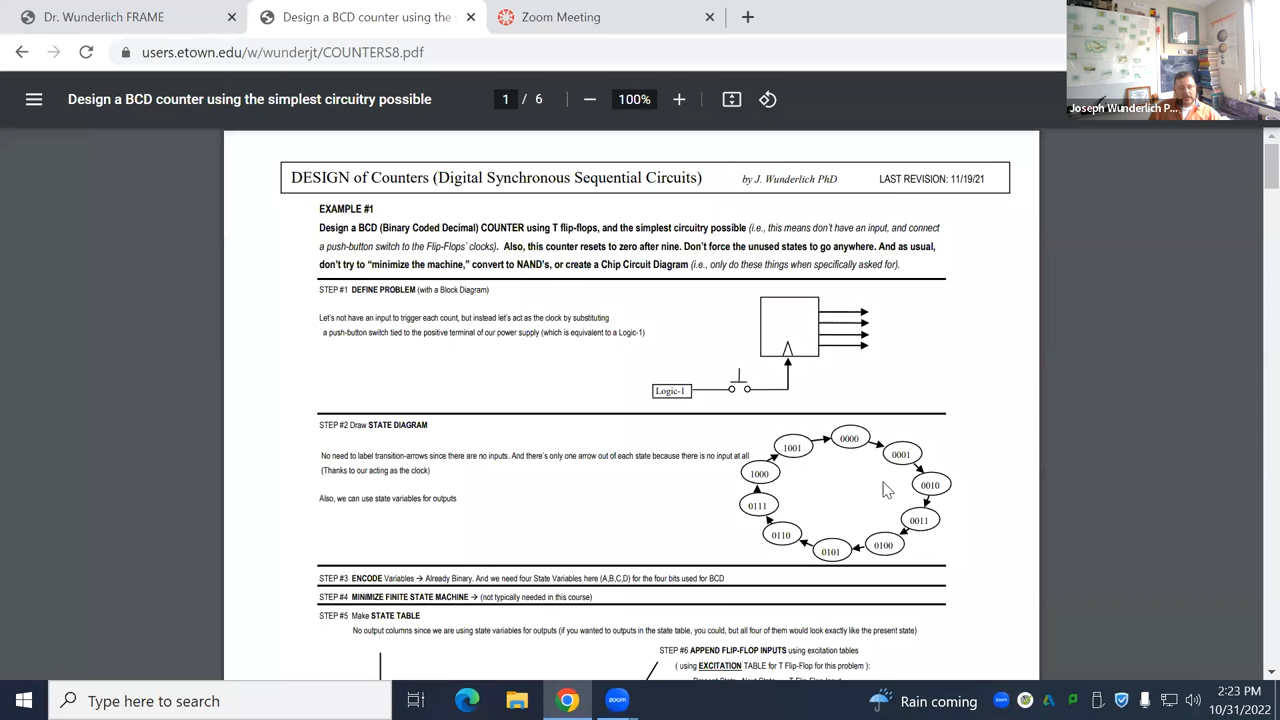 Dr. Wunderlich FRAME
Design a BCD counter using the s
Zoom Meeting
users.etown.edu/w/wunderjt/COUNTERS8.pdf
Design a BCD counter using the simplest circuitry possible
1 / 6
100%
Joseph Wunderlich P...
DESIGN of Counters (Digital Synchronous Sequential Circuits) by J. Wunderlich PhD LAST REVISION: 11/19/21
EXAMPLE #1
Design a BCD (Binary Coded Decimal) COUNTER using T flip-flops, and the simplest circuitry possible (i.e., this means don't have an input, and connect
a push-button switch to the Flip-Flops' clocks). Also, this counter resets to zero after nine. Don't force the unused states to go anywhere. And as usual,
don't try to "minimize the machine," convert to NAND's, or create a Chip Circuit Diagram (i.e., only do these things when specifically asked for).
STEP #1 DEFINE PROBLEM (with a Block Diagram)
Let's not have an input to trigger each count, but instead let's act as the clock by substituting
a push-button switch tied to the positive terminal of our power supply (which is equivalent to a Logic-1)
Logic-1
STEP #2 Draw STATE DIAGRAM
No need to label transition-arrows since there are no inputs. And there's only one arrow out of each state because there is no input at all
(Thanks to our acting as the clock)
Also, we can use state variables for outputs
0000
0001
0010
0011
0100
0101
0110
0111
1000
1001
STEP #3 ENCODE Variables → Already Binary. And we need four State Variables here (A,B,C,D) for the four bits used for BCD
STEP #4 MINIMIZE FINITE STATE MACHINE → (not typically needed in this course)
STEP #5 Make STATE TABLE
No output columns since we are using state variables for outputs (if you wanted to outputs in the state table, you could, but all four of them would look exactly like the present state)
STEP #6 APPEND FLIP-FLOP INPUTS using excitation tables
( using EXCITATION TABLE for T Flip-Flop for this problem ):
Type here to search
Rain coming
2:23 PM
10/31/2022